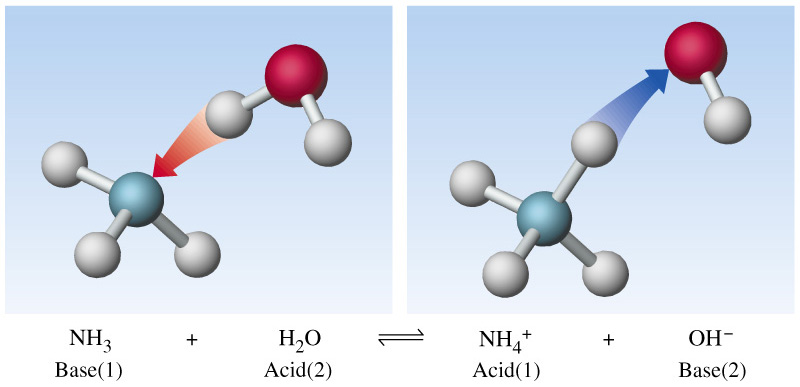 NH₃ + H₂O ⇌ NH₄⁺ + OH⁻
Base(1) Acid(2) Acid(1) Base(2)